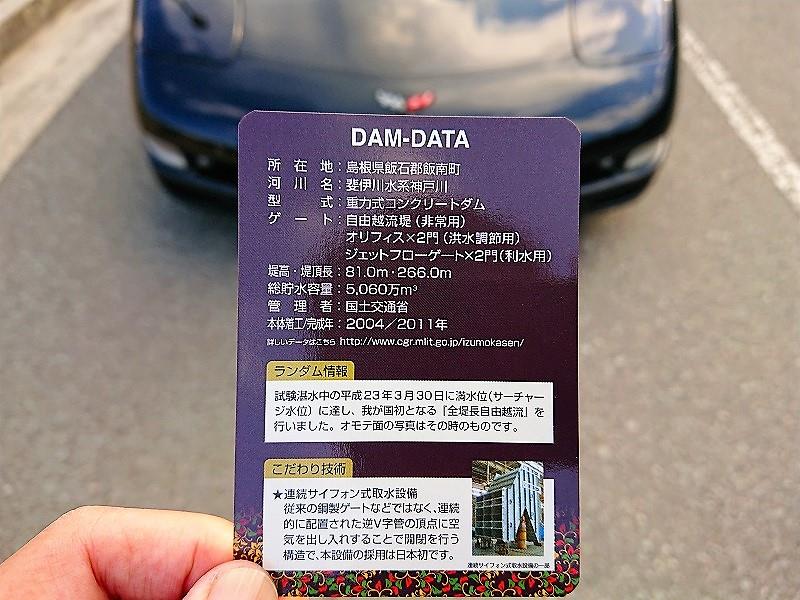 DAM-DATA
所在地：島根県飯石郡飯南町
河川名：斐伊川水系神戸川
型式：重力式コンクリートダム
ゲート：自由越流堤（非常用）
オリフィス×2門（洪水調節用）
ジェットフローゲート×2門（利水用）
堤高・堤頂長：81.0m・266.0m
総貯水容量：5,060万m³
管理者：国土交通省
本体着工/完成年：2004／2011年
詳しいデータはこちら http://www.cgr.mlit.go.jp/izumokasen/
ランダム情報
試験湛水中の平成23年3月30日に満水位（サーチャー
ジ水位）に達し、我が国初となる「全堤長自由越流」を
行いました。オモテ面の写真はその時のものです。
こだわり技術
★連続サイフォン式取水設備
従来の鋼製ゲートなどではなく、連続
的に配置された逆V字管の頂点に空
気を出し入れすることで開閉を行う
構造で、本設備の採用は日本初です。
連続サイフォン式取水設備の一部